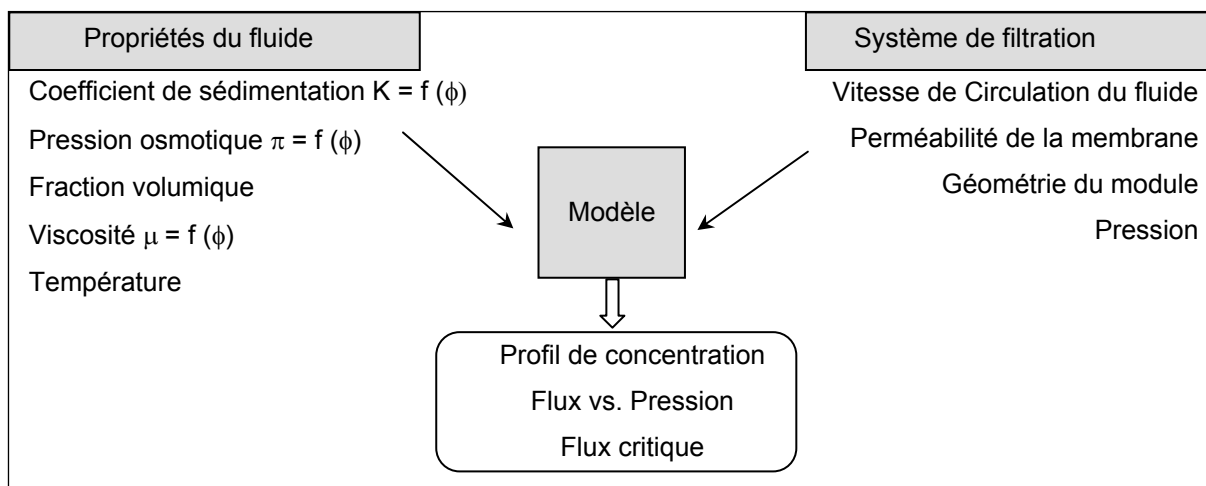 Propriétés du fluide
Coefficient de sédimentation K = f (ϕ)
Pression osmotique π = f (ϕ)
Fraction volumique
Viscosité μ = f (ϕ)
Température
Système de filtration
Vitesse de Circulation du fluide
Perméabilité de la membrane
Géométrie du module
Pression
Modèle
Profil de concentration
Flux vs. Pression
Flux critique